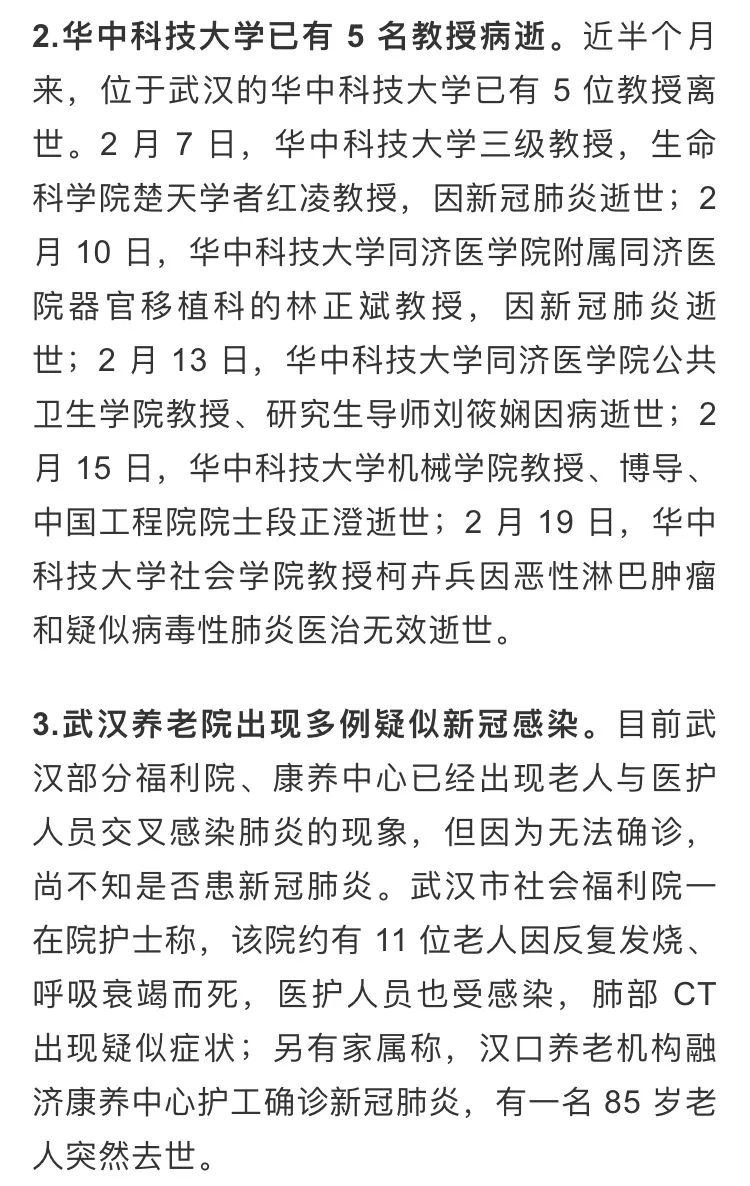 2.华中科技大学已有 5 名教授病逝。近半个月
来，位于武汉的华中科技大学已有 5 位教授离
世。2 月 7 日，华中科技大学三级教授，生命
科学院楚天学者红凌教授，因新冠肺炎逝世；2
月 10 日，华中科技大学同济医学院附属同济医
院器官移植科的林正斌教授，因新冠肺炎逝
世；2 月 13 日，华中科技大学同济医学院公共
卫生学院教授、研究生导师刘筱娴因病逝世；2
月 15 日，华中科技大学机械学院教授、博导、
中国工程院院士段正澄逝世；2 月 19 日，华中
科技大学社会学院教授柯卉兵因恶性淋巴肿瘤
和疑似病毒性肺炎医治无效逝世。
3.武汉养老院出现多例疑似新冠感染。目前武
汉部分福利院、康养中心已经出现老人与医护
人员交叉感染肺炎的现象，但因为无法确诊，
尚不知是否患新冠肺炎。武汉市社会福利院一
在院护士称，该院约有 11 位老人因反复发烧、
呼吸衰竭而死，医护人员也受感染，肺部 CT
出现疑似症状；另有家属称，汉口养老机构融
济康养中心护工确诊新冠肺炎，有一名 85 岁老
人突然去世。